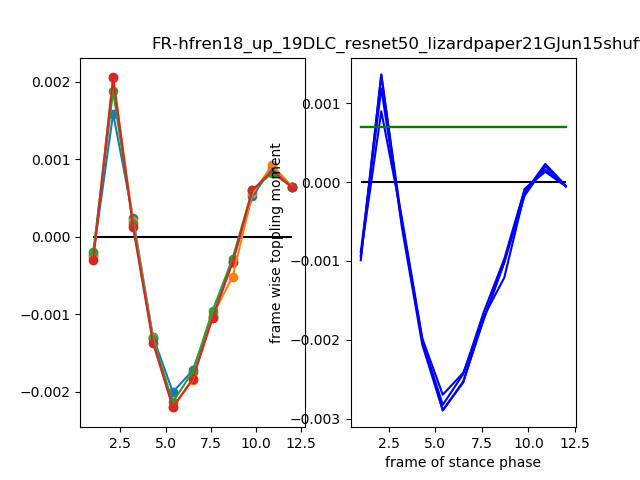 FR-hfren18_up_19DLC_resnet50_lizardpaper21GJun15shuf
0.002
0.001
0.000
−0.001
−0.002
2.5 5.0 7.5 10.0 12.5
frame wise toppling moment
0.001
0.000
−0.001
−0.002
−0.003
2.5 5.0 7.5 10.0 12.5
frame of stance phase